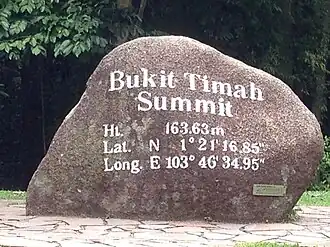 Bukit Timah
Summit
Ht. 163.63m
Lat. N 1° 21' 16.85"
Long. E 103° 46' 34.95"